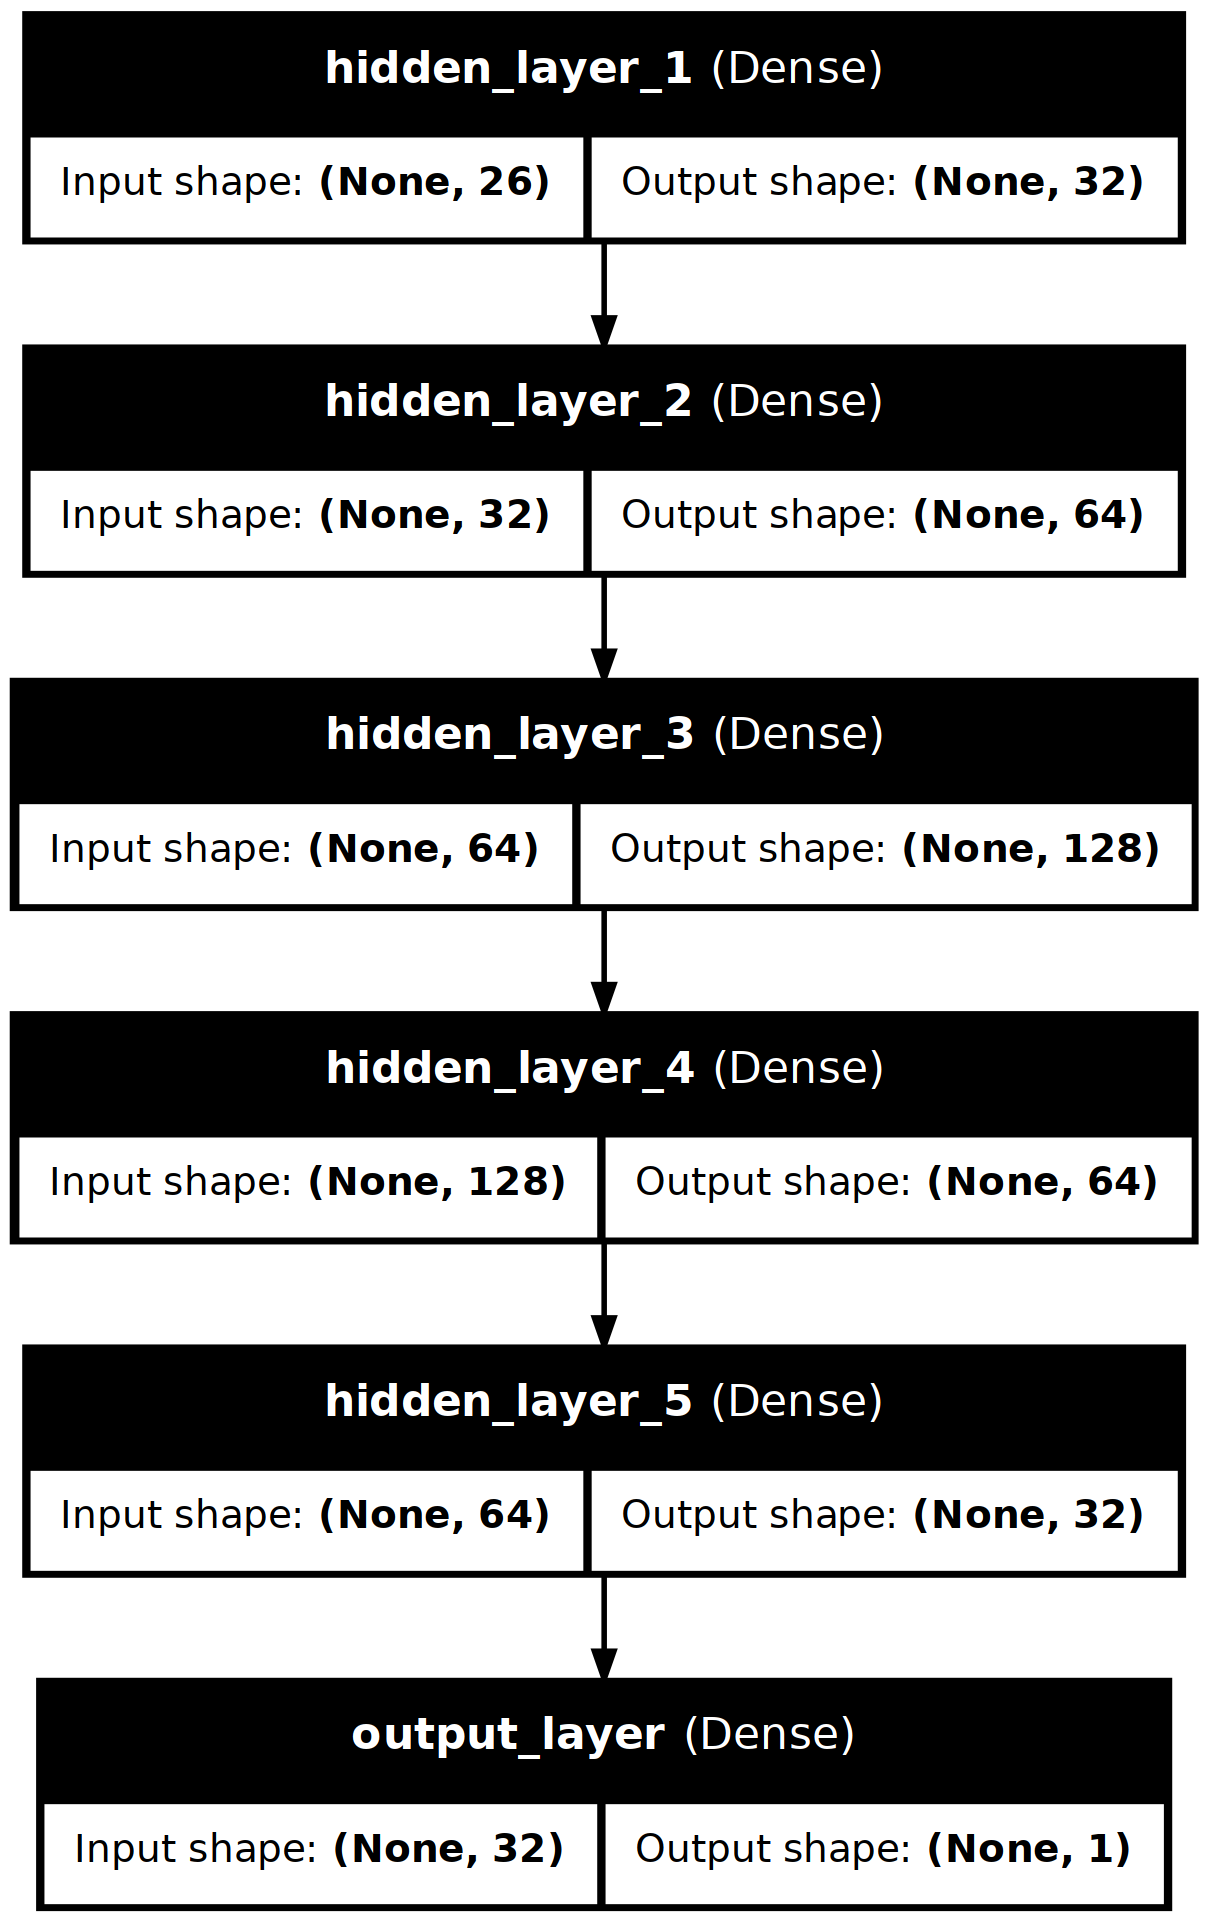 hidden_layer_1 (Dense)
Input shape: (None, 26) Output shape: (None, 32)
hidden_layer_2 (Dense)
Input shape: (None, 32) Output shape: (None, 64)
hidden_layer_3 (Dense)
Input shape: (None, 64) Output shape: (None, 128)
hidden_layer_4 (Dense)
Input shape: (None, 128) Output shape: (None, 64)
hidden_layer_5 (Dense)
Input shape: (None, 64) Output shape: (None, 32)
output_layer (Dense)
Input shape: (None, 32) Output shape: (None, 1)